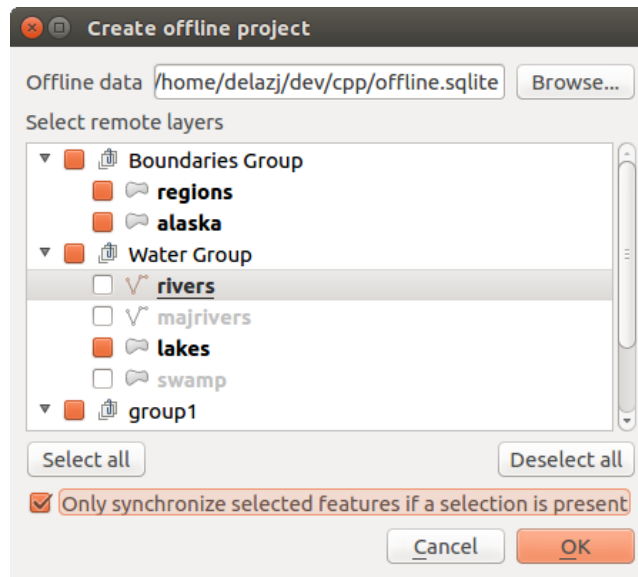 Create offline project
Offline data /home/delazj/dev/cpp/offline.sqlite Browse...
Select remote layers
Boundaries Group
regions
alaska
Water Group
rivers
majrivers
lakes
swamp
group1
Select all Deselect all
Only synchronize selected features if a selection is present
Cancel OK